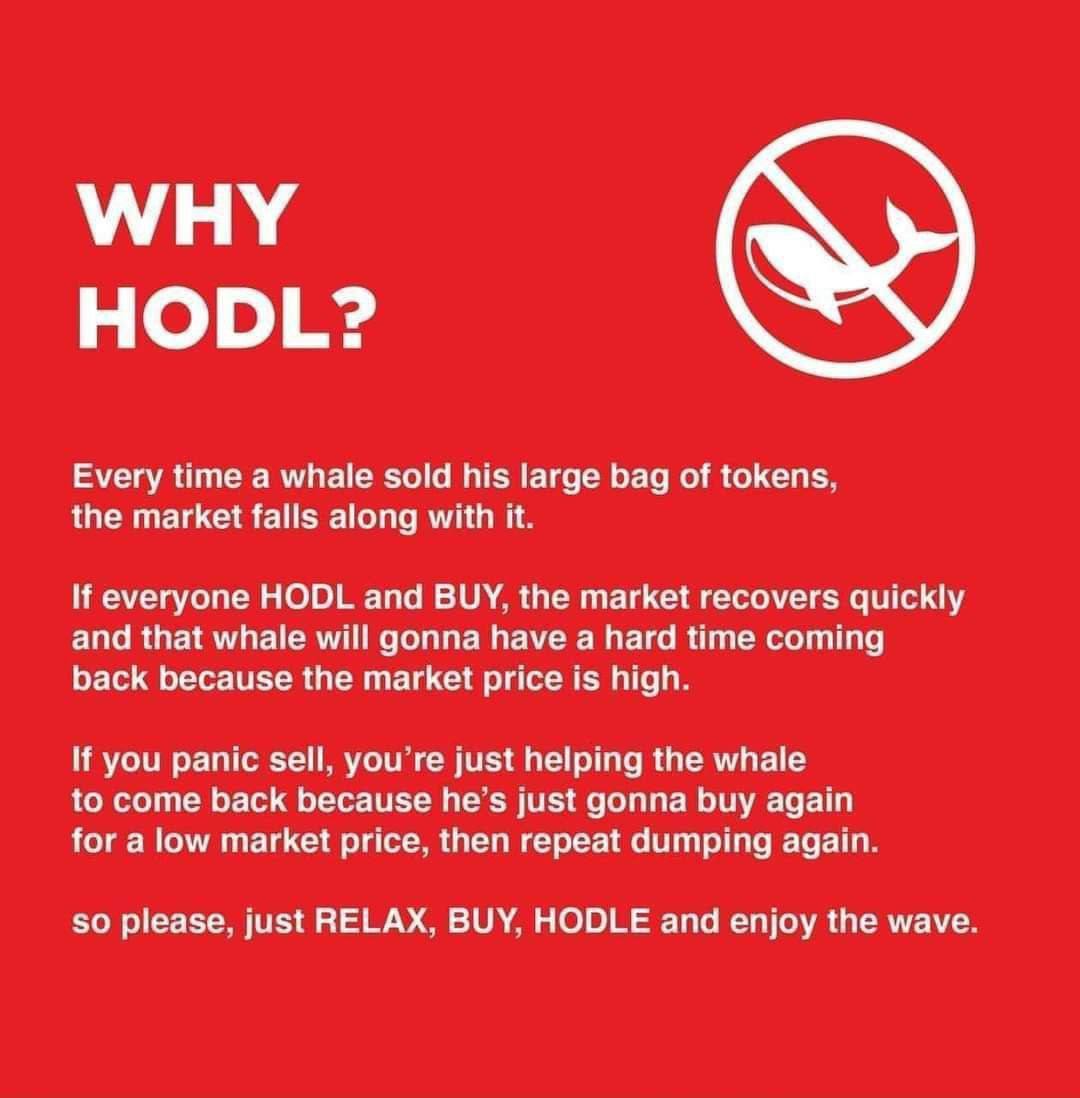 WHY
HODL?
Every time a whale sold his large bag of tokens,
the market falls along with it.
If everyone HODL and BUY, the market recovers quickly
and that whale will gonna have a hard time coming
back because the market price is high.
If you panic sell, you’re just helping the whale
to come back because he’s just gonna buy again
for a low market price, then repeat dumping again.
so please, just RELAX, BUY, HODLE and enjoy the wave.